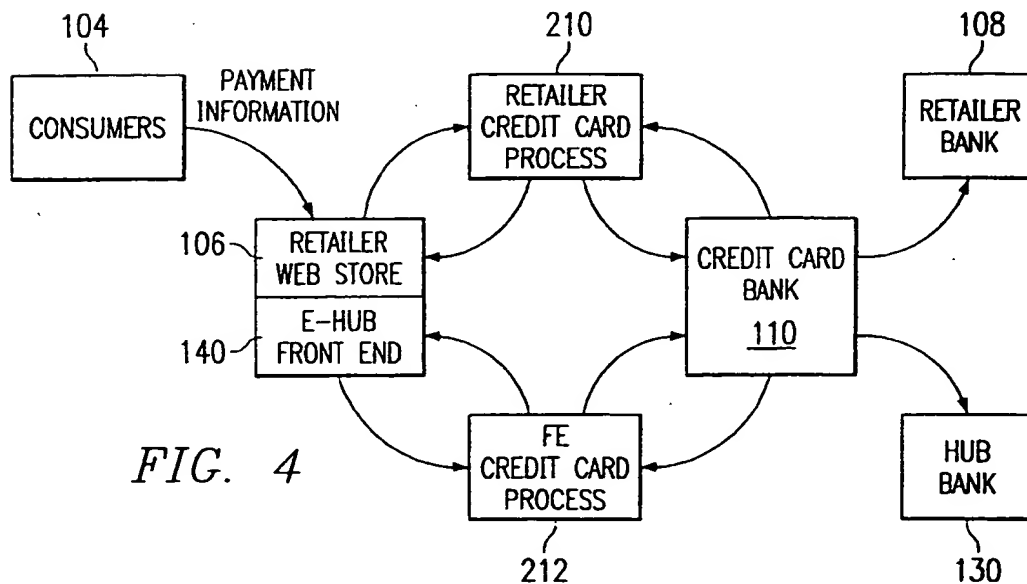 104
210
108
CONSUMERS
PAYMENT
INFORMATION
RETAILER
CREDIT CARD
PROCESS
RETAILER
BANK
106
RETAILER
WEB STORE
CREDIT CARD
BANK
110
140
E-HUB
FRONT END
FIG. 4
FE
CREDIT CARD
PROCESS
HUB
BANK
212
130